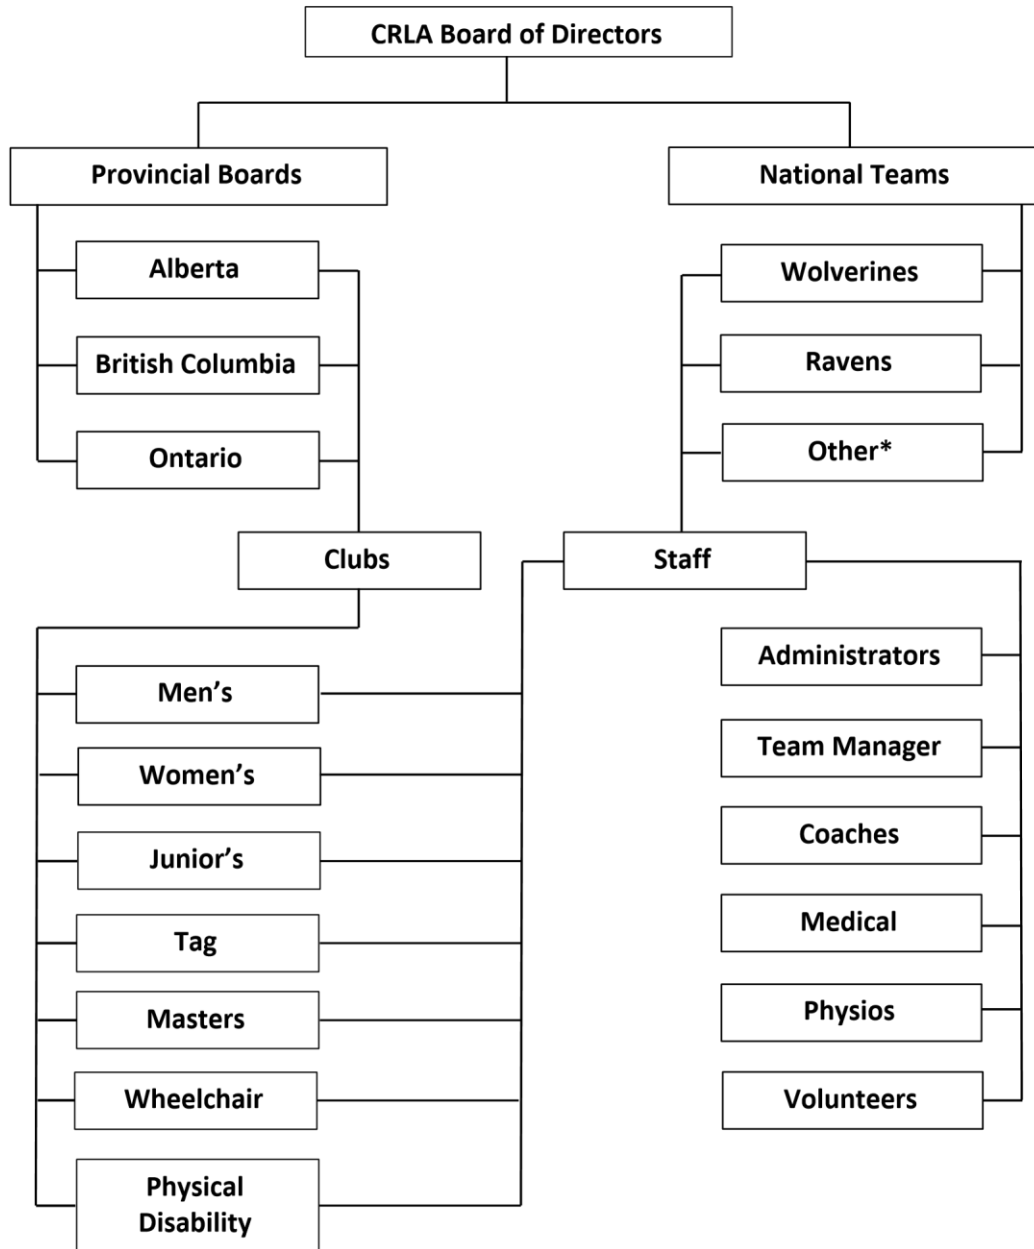 CRLA Board of Directors
Provincial Boards
National Teams
Alberta
British Columbia
Ontario
Wolverines
Ravens
Other*
Clubs
Staff
Men’s
Women’s
Junior’s
Tag
Masters
Wheelchair
Physical
Disability
Administrators
Team Manager
Coaches
Medical
Physios
Volunteers